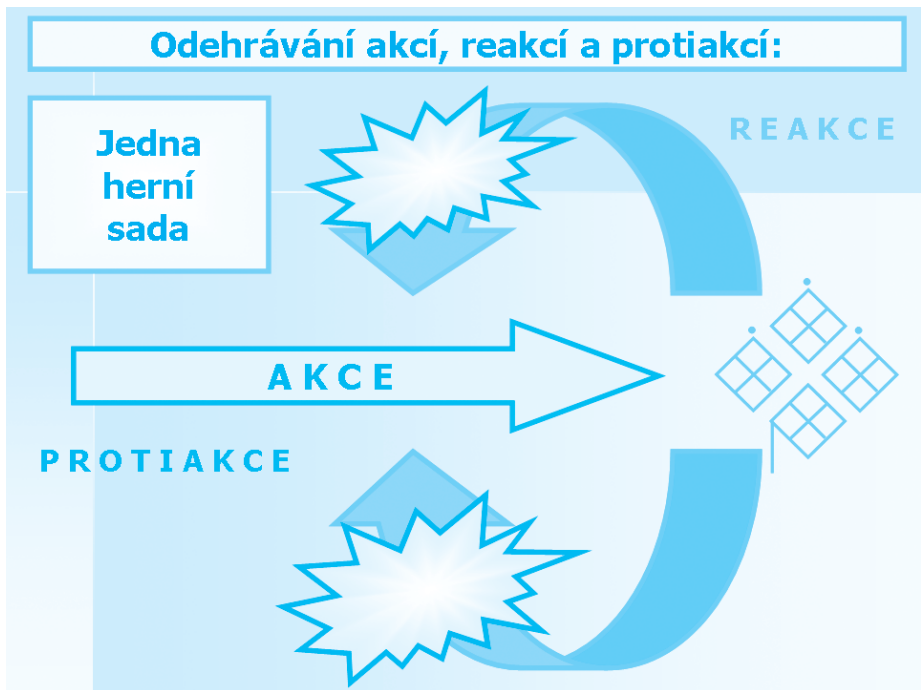 Odehrávání akcí, reakcí a protiakcí:
Jedna
herní
sada
REAKCE
AKCE
PROTIAKCE